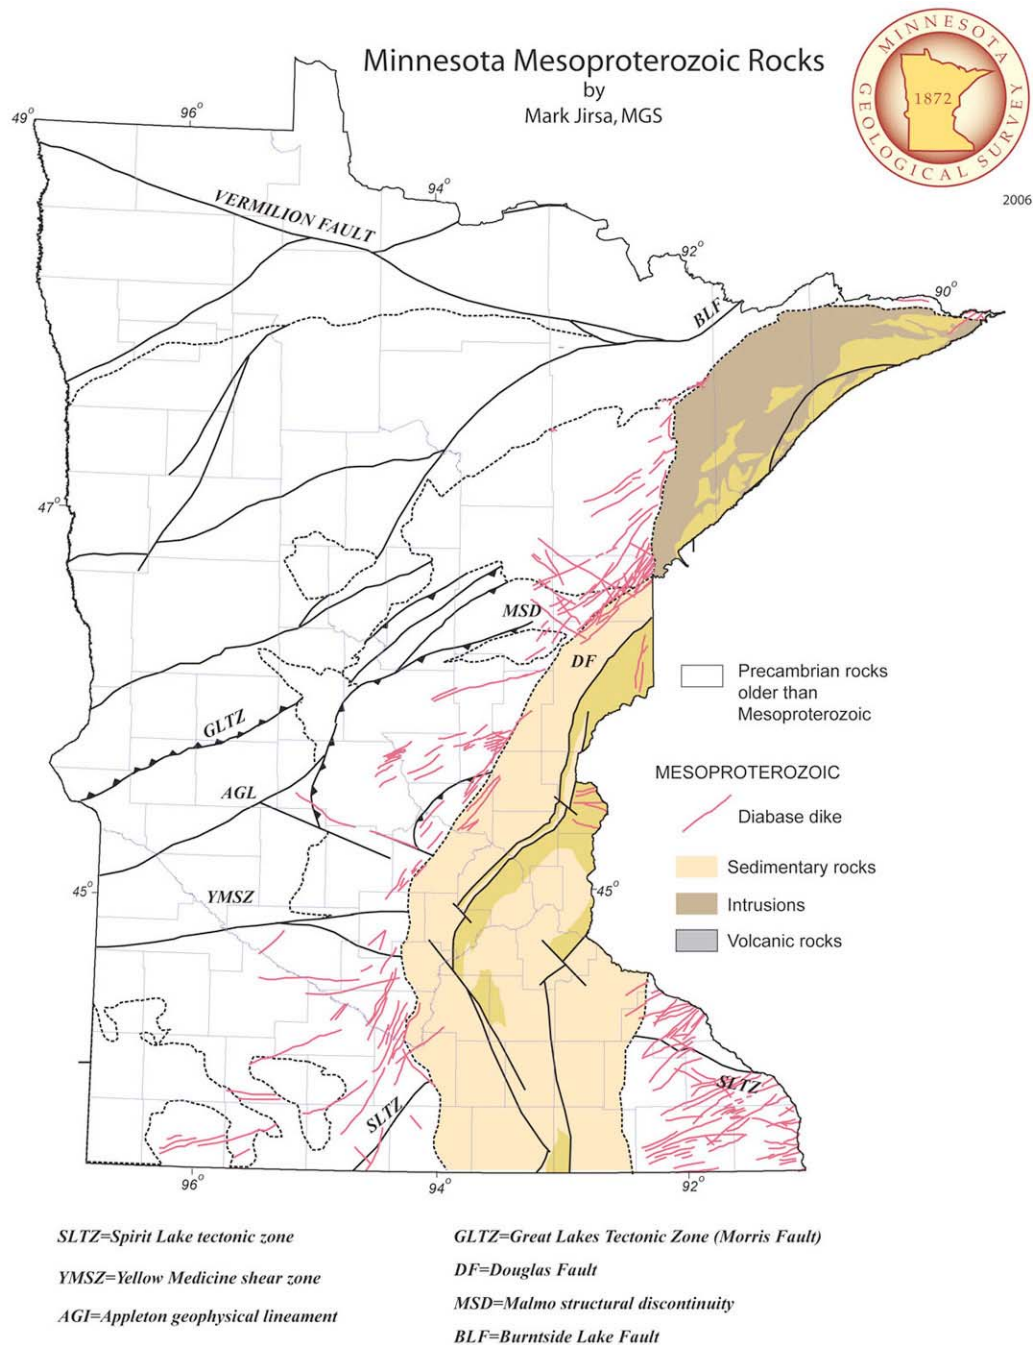 Minnesota Mesoproterozoic Rocks
by
Mark Jirsa, MGS
MINNESOTA
GEOLOGICAL SURVEY
1872
2006
49°
96°
94°
92°
90°
VERMILION FAULT
BLF
47°
MSD
DF
GLTZ
AGL
YMSZ
45°
45°
SLTZ
SLTZ
96°
94°
92°
Precambrian rocks
older than
Mesoproterozoic
MESOPROTEROZOIC
Diabase dike
Sedimentary rocks
Intrusions
Volcanic rocks
SLTZ=Spirit Lake tectonic zone
YMSZ=Yellow Medicine shear zone
AGI=Appleton geophysical lineament
GLTZ=Great Lakes Tectonic Zone (Morris Fault)
DF=Douglas Fault
MSD=Malmo structural discontinuity
BLF=Burntside Lake Fault